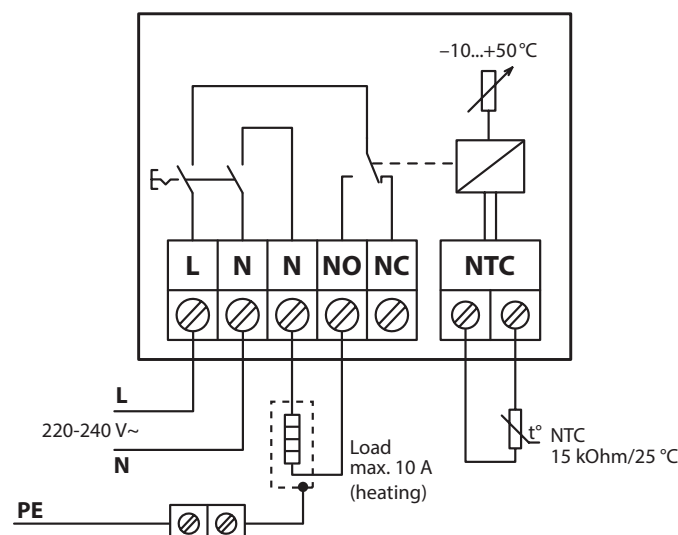 −10...+50 °C
L N N NO NC NTC
L
220-240 V~
N
Load
max. 10 A
(heating)
t° NTC
15 kOhm/25 °C
PE